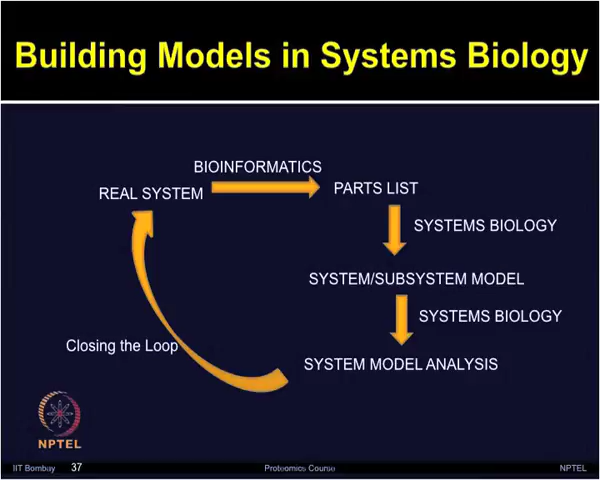 Building Models in Systems Biology
BIOINFORMATICS
REAL SYSTEM
PARTS LIST
SYSTEMS BIOLOGY
SYSTEM/SUBSYSTEM MODEL
SYSTEMS BIOLOGY
Closing the Loop
SYSTEM MODEL ANALYSIS
NPTEL
IIT Bombay 37 Proteomics Course NPTEL